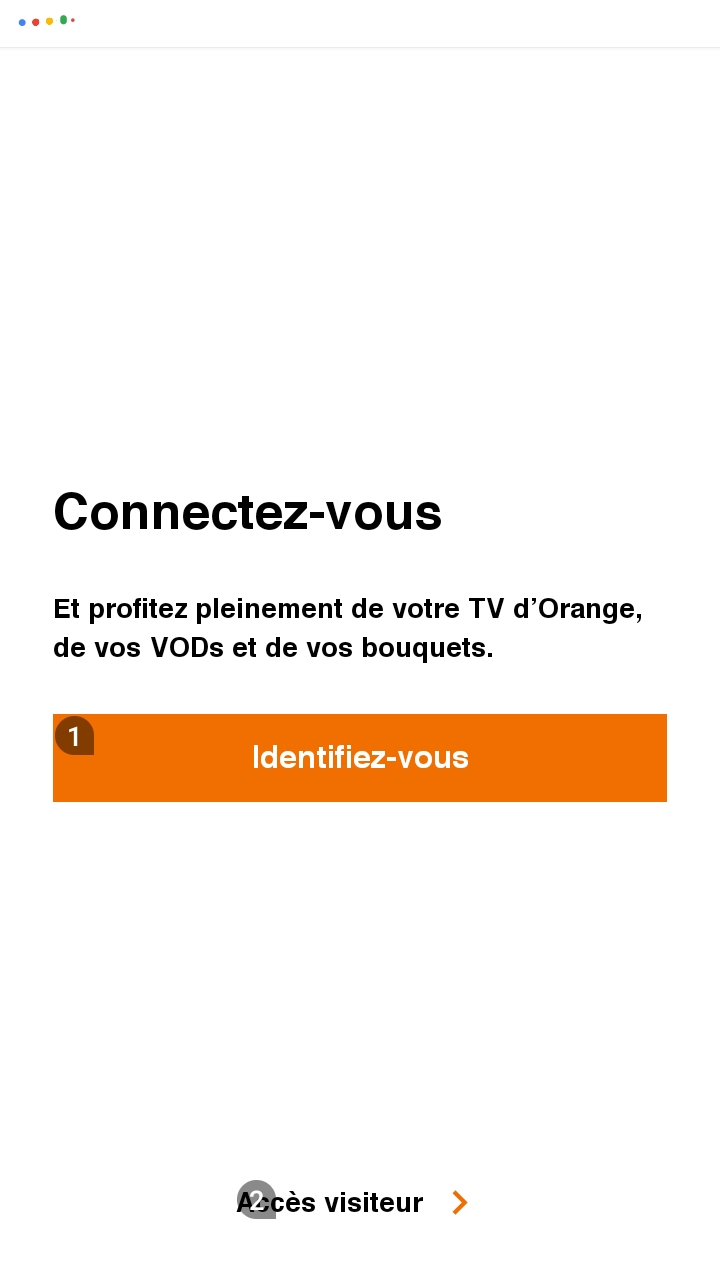 Connectez-vous
Et profitez pleinement de votre TV d’Orange,
de vos VODs et de vos bouquets.
1
Identifiez-vous
2
Accès visiteur